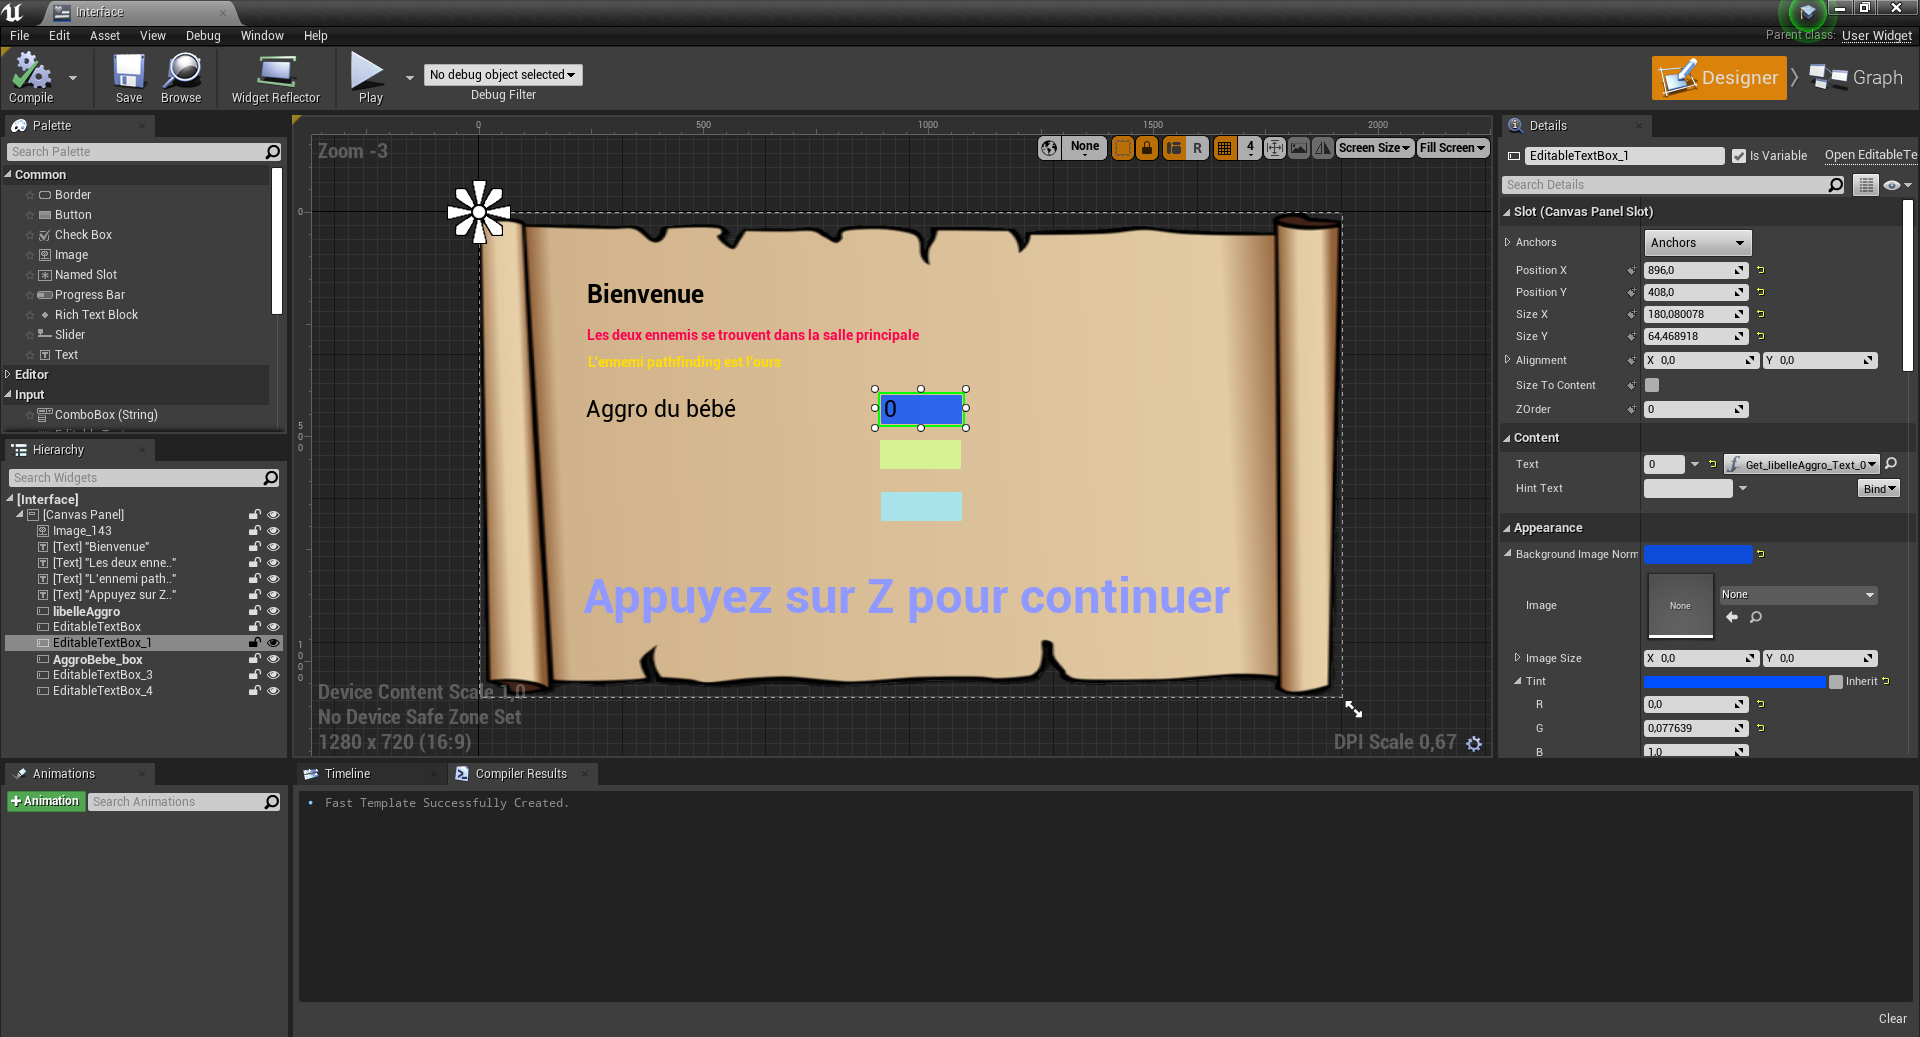 Interface
File Edit Asset View Debug Window Help
Parent class: User Widget
Compile
Save
Browse
Widget Reflector
Play
No debug object selected
Debug Filter
Designer
Graph
Palette
Search Palette
Common
Border
Button
Check Box
Image
Named Slot
Progress Bar
Rich Text Block
Slider
Text
Editor
Input
ComboBox (String)
Hierarchy
Search Widgets
[Interface]
[Canvas Panel]
Image_143
[Text] "Bienvenue"
[Text] "Les deux enne.."
[Text] "L'ennemi path.."
[Text] "Appuyez sur Z.."
libelleAggro
EditableTextBox
EditableTextBox_1
AggroBebe_box
EditableTextBox_3
EditableTextBox_4
Animations
+Animation
Search Animations
0 500 1000 1500 2000
Zoom -3
None
R
4
Screen Size
Fill Screen
0
500
1000
Bienvenue
Les deux ennemis se trouvent dans la salle principale
L'ennemi pathfinding est l'ours
Aggro du bébé
0
Appuyez sur Z pour continuer
Device Content Scale 1,0
No Device Safe Zone Set
1280 x 720 (16:9)
DPI Scale 0,67
Timeline
Compiler Results
Fast Template Successfully Created.
Clear
Details
EditableTextBox_1
Is Variable
Open EditableTe
Search Details
Slot (Canvas Panel Slot)
Anchors
Anchors
Position X 896,0
Position Y 408,0
Size X 180,080078
Size Y 64,468918
Alignment X 0,0 Y 0,0
Size To Content
ZOrder 0
Content
Text 0 Get_libelleAggro_Text_0
Hint Text Bind
Appearance
Background Image Norm
Image None None
Image Size X 0,0 Y 0,0
Tint Inherit
R 0,0
G 0,077639
B 1,0